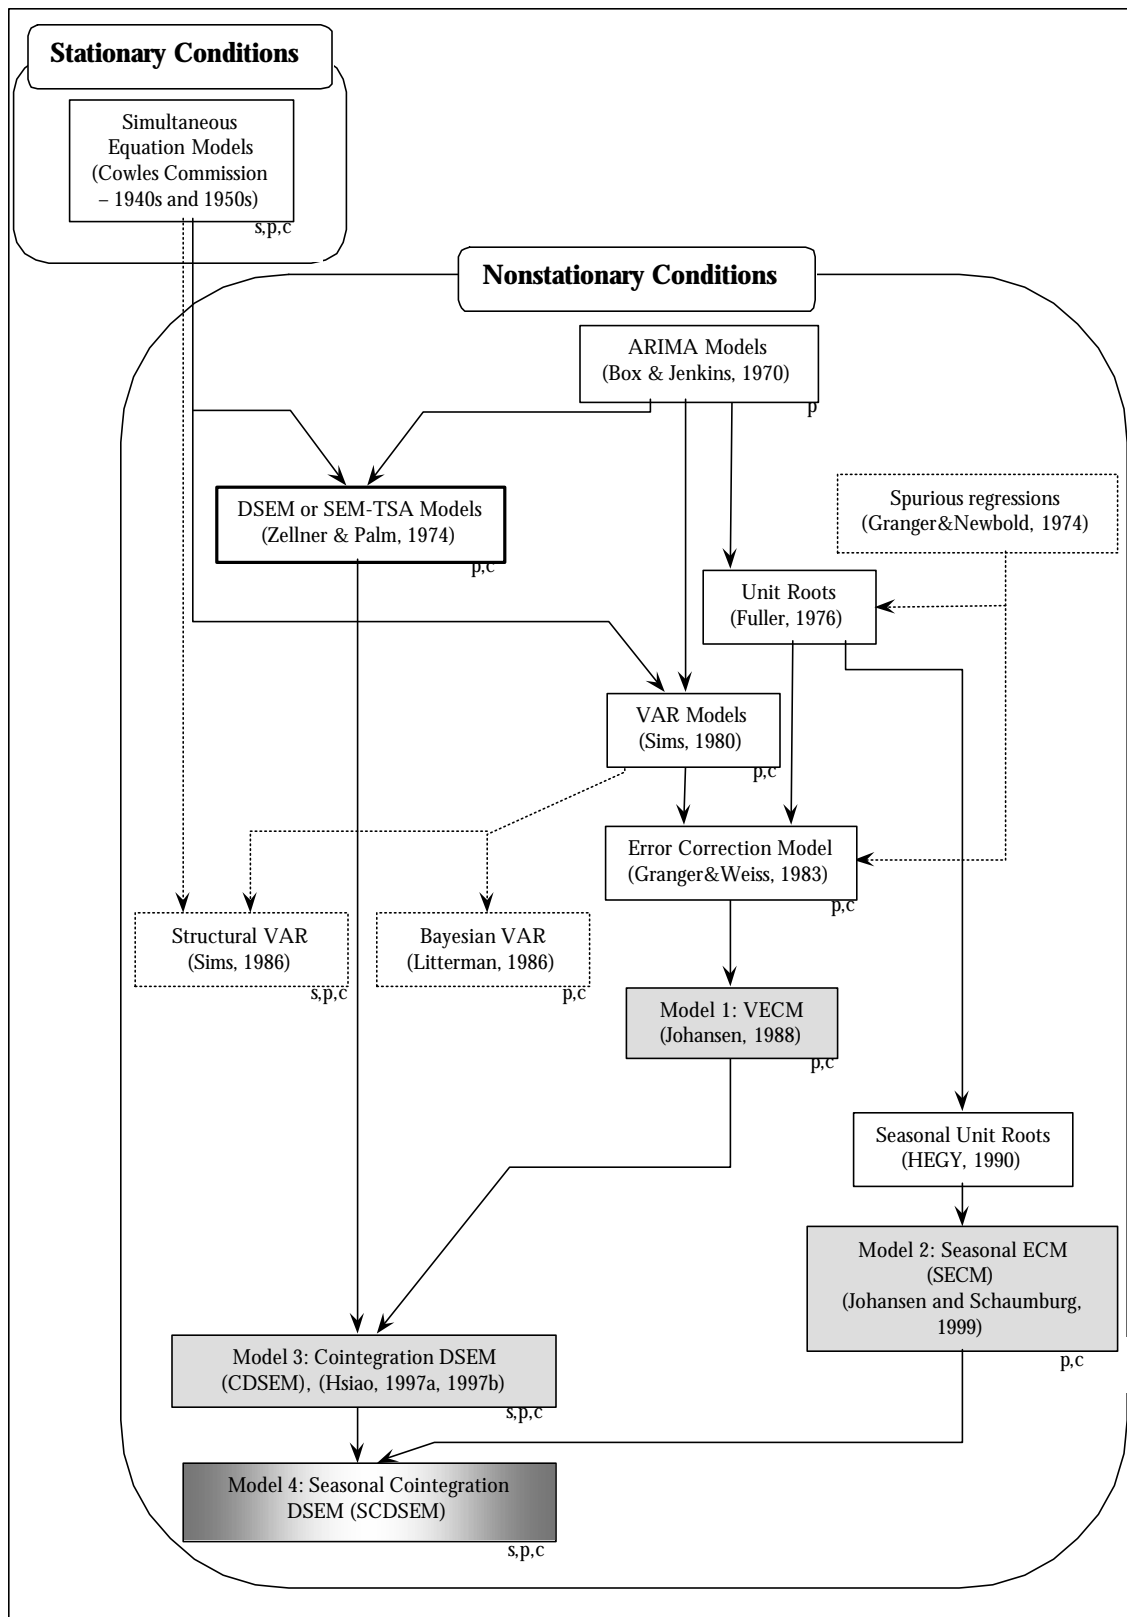 Stationary Conditions
Simultaneous
Equation Models
(Cowles Commission
– 1940s and 1950s)
s,p,c
Nonstationary Conditions
ARIMA Models
(Box & Jenkins, 1970)
p
DSEM or SEM-TSA Models
(Zellner & Palm, 1974)
p,c
Spurious regressions
(Granger&Newbold, 1974)
Unit Roots
(Fuller, 1976)
VAR Models
(Sims, 1980)
p,c
Error Correction Model
(Granger&Weiss, 1983)
p,c
Structural VAR
(Sims, 1986)
s,p,c
Bayesian VAR
(Litterman, 1986)
p,c
Model 1: VECM
(Johansen, 1988)
p,c
Seasonal Unit Roots
(HEGY, 1990)
Model 2: Seasonal ECM
(SECM)
(Johansen and Schaumburg,
1999)
p,c
Model 3: Cointegration DSEM
(CDSEM), (Hsiao, 1997a, 1997b)
s,p,c
Model 4: Seasonal Cointegration
DSEM (SCDSEM)
s,p,c